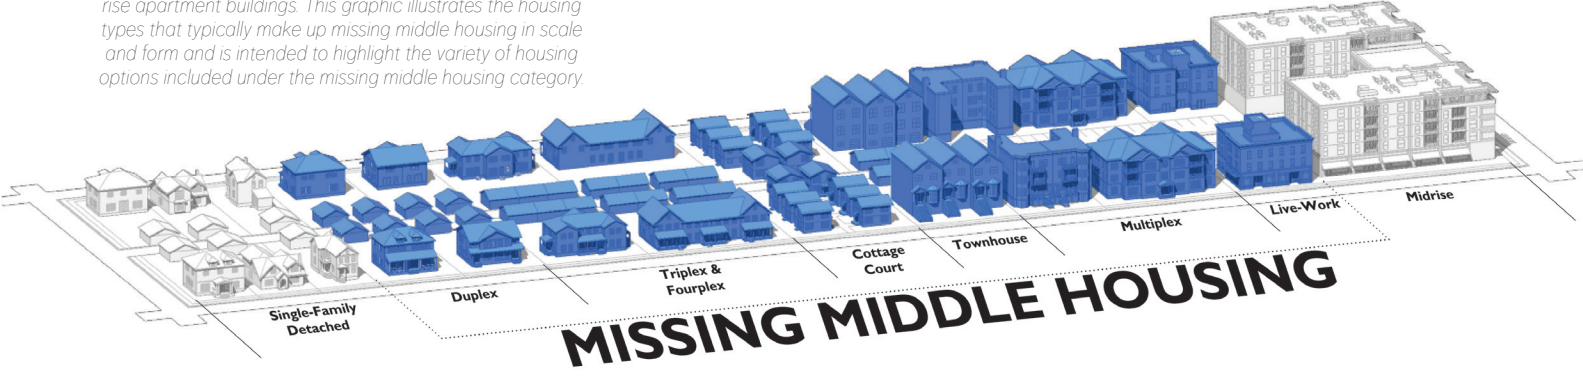 rise apartment buildings. This graphic illustrates the housing
types that typically make up missing middle housing in scale
and form and is intended to highlight the variety of housing
options included under the missing middle housing category.
Single-Family
Detached
Duplex
Triplex &
Fourplex
Cottage
Court
Townhouse
Multiplex
Live-Work
Midrise
MISSING MIDDLE HOUSING